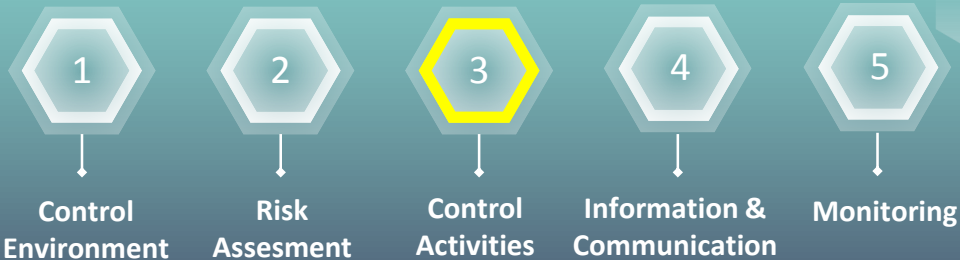 1
2
3
4
5
Control
Environment
Risk
Assesment
Control
Activities
Information &
Communication
Monitoring